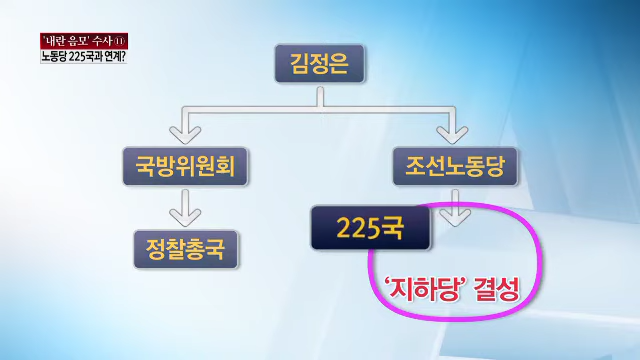 '내란 음모' 수사⑪
노동당 225국과 연계?
김정은
국방위원회
조선노동당
225국
정찰총국
'지하당' 결성